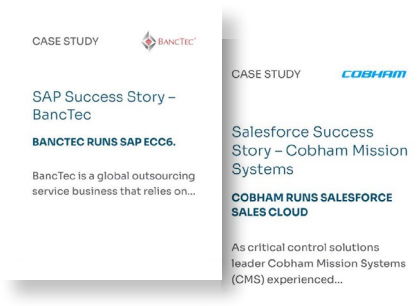 CASE STUDY
BANCTEC
SAP Success Story –
BancTec
BANCTEC RUNS SAP ECC6.
BancTec is a global outsourcing
service business that relies on...
CASE STUDY
COBHAM
Salesforce Success
Story – Cobham Mission
Systems
COBHAM RUNS SALESFORCE
SALES CLOUD
As critical control solutions
leader Cobham Mission Systems
(CMS) experienced...